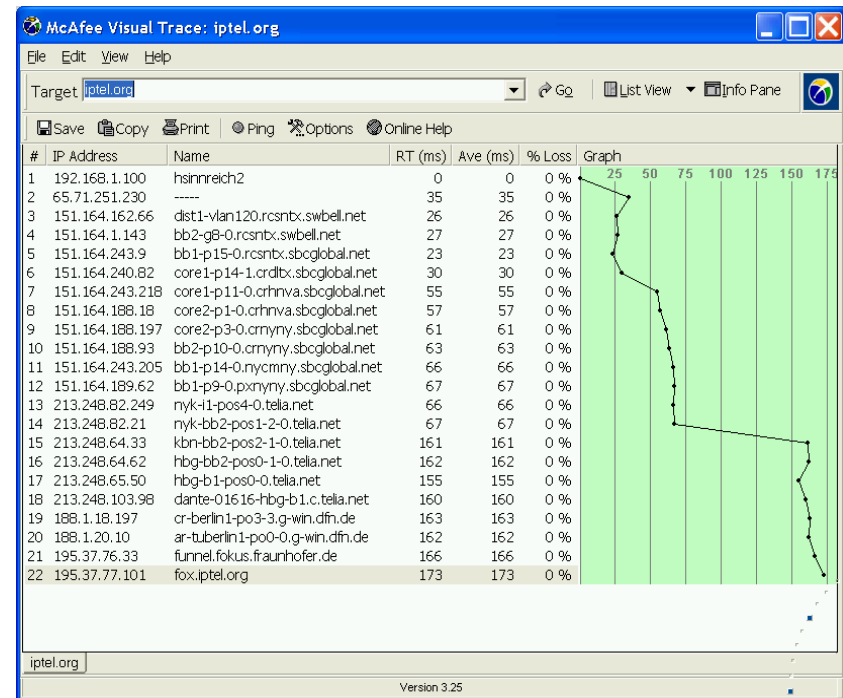 McAfee Visual Trace: iptel.org
File Edit View Help
Target iptel.org Go List View Info Pane
Save Copy Print Ping Options Online Help
# IP Address Name RT (ms) Ave (ms) % Loss Graph
25 50 75 100 125 150 175
1 192.168.1.100 hsinnreich2 0 0 0 %
2 65.71.251.230 ----- 35 35 0 %
3 151.164.162.66 dist1-vlan120.rcsntx.swbell.net 26 26 0 %
4 151.164.1.143 bb2-g8-0.rcsntx.swbell.net 27 27 0 %
5 151.164.243.9 bb1-p15-0.rcsntx.sbcglobal.net 23 23 0 %
6 151.164.240.82 core1-p14-1.crdltx.sbcglobal.net 30 30 0 %
7 151.164.243.218 core1-p11-0.crhnva.sbcglobal.net 55 55 0 %
8 151.164.188.18 core2-p1-0.crhnva.sbcglobal.net 57 57 0 %
9 151.164.188.197 core2-p3-0.crnyny.sbcglobal.net 61 61 0 %
10 151.164.188.93 bb2-p10-0.crnyny.sbcglobal.net 63 63 0 %
11 151.164.243.205 bb1-p14-0.nycmny.sbcglobal.net 66 66 0 %
12 151.164.189.62 bb1-p9-0.pxnyny.sbcglobal.net 67 67 0 %
13 213.248.82.249 nyk-i1-pos4-0.telia.net 66 66 0 %
14 213.248.82.21 nyk-bb2-pos1-2-0.telia.net 67 67 0 %
15 213.248.64.33 kbn-bb2-pos2-1-0.telia.net 161 161 0 %
16 213.248.64.62 hbg-bb2-pos0-1-0.telia.net 162 162 0 %
17 213.248.65.50 hbg-b1-pos0-0.telia.net 155 155 0 %
18 213.248.103.98 dante-01616-hbg-b1.c.telia.net 160 160 0 %
19 188.1.18.197 cr-berlin1-po3-3.g-win.dfn.de 163 163 0 %
20 188.1.20.10 ar-tuberlin1-po0-0.g-win.dfn.de 162 162 0 %
21 195.37.76.33 funnel.fokus.fraunhofer.de 166 166 0 %
22 195.37.77.101 fox.iptel.org 173 173 0 %
iptel.org
Version 3.25